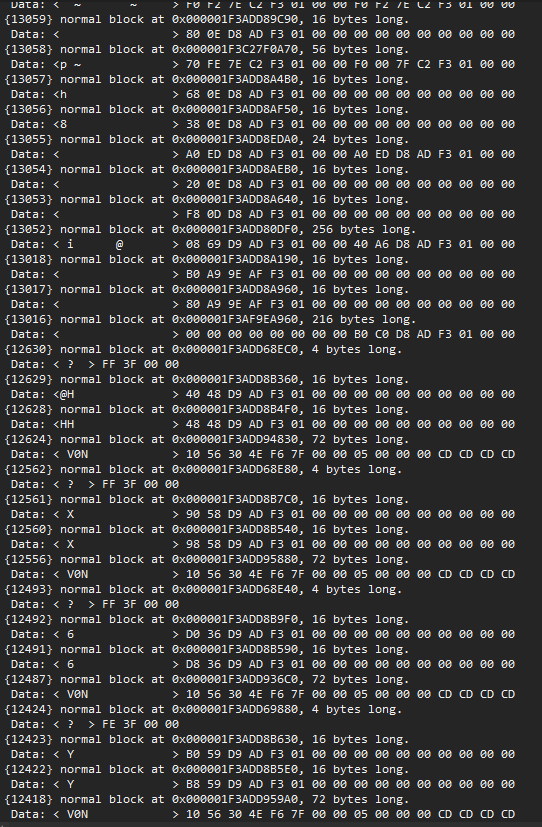 Data: <  ~      ~     > F0 F2 7E C2 F3 01 00 00 F0 F2 7E C2 F3 01 00 00
{13059} normal block at 0x000001F3ADD89C90, 16 bytes long.
Data: <                > 80 0E D8 AD F3 01 00 00 00 00 00 00 00 00 00 00
{13058} normal block at 0x000001F3C27F0A70, 56 bytes long.
Data: <p ~             > 70 FE 7E C2 F3 01 00 00 F0 00 7F C2 F3 01 00 00
{13057} normal block at 0x000001F3ADD8A4B0, 16 bytes long.
Data: <h               > 68 0E D8 AD F3 01 00 00 00 00 00 00 00 00 00 00
{13056} normal block at 0x000001F3ADD8AF50, 16 bytes long.
Data: <8               > 38 0E D8 AD F3 01 00 00 00 00 00 00 00 00 00 00
{13055} normal block at 0x000001F3ADD8EDA0, 24 bytes long.
Data: <                > A0 ED D8 AD F3 01 00 00 A0 ED D8 AD F3 01 00 00
{13054} normal block at 0x000001F3ADD8AEB0, 16 bytes long.
Data: <                > 20 0E D8 AD F3 01 00 00 00 00 00 00 00 00 00 00
{13053} normal block at 0x000001F3ADD8A640, 16 bytes long.
Data: <                > F8 0D D8 AD F3 01 00 00 00 00 00 00 00 00 00 00
{13052} normal block at 0x000001F3ADD80DF0, 256 bytes long.
Data: < i      @       > 08 69 D9 AD F3 01 00 00 40 A6 D8 AD F3 01 00 00
{13018} normal block at 0x000001F3ADD8A190, 16 bytes long.
Data: <                > B0 A9 9E AF F3 01 00 00 00 00 00 00 00 00 00 00
{13017} normal block at 0x000001F3ADD8A960, 16 bytes long.
Data: <                > 80 A9 9E AF F3 01 00 00 00 00 00 00 00 00 00 00
{13016} normal block at 0x000001F3AF9EA960, 216 bytes long.
Data: <                > 00 00 00 00 00 00 00 00 B0 C0 D8 AD F3 01 00 00
{12630} normal block at 0x000001F3ADD68EC0, 4 bytes long.
Data: < ?  > FF 3F 00 00
{12629} normal block at 0x000001F3ADD8B360, 16 bytes long.
Data: <@H              > 40 48 D9 AD F3 01 00 00 00 00 00 00 00 00 00 00
{12628} normal block at 0x000001F3ADD8B4F0, 16 bytes long.
Data: <HH              > 48 48 D9 AD F3 01 00 00 00 00 00 00 00 00 00 00
{12624} normal block at 0x000001F3ADD94830, 72 bytes long.
Data: < V0N            > 10 56 30 4E F6 7F 00 00 05 00 00 00 CD CD CD CD
{12562} normal block at 0x000001F3ADD68E80, 4 bytes long.
Data: < ?  > FF 3F 00 00
{12561} normal block at 0x000001F3ADD8B7C0, 16 bytes long.
Data: < X              > 90 58 D9 AD F3 01 00 00 00 00 00 00 00 00 00 00
{12560} normal block at 0x000001F3ADD8B540, 16 bytes long.
Data: < X              > 98 58 D9 AD F3 01 00 00 00 00 00 00 00 00 00 00
{12556} normal block at 0x000001F3ADD95880, 72 bytes long.
Data: < V0N            > 10 56 30 4E F6 7F 00 00 05 00 00 00 CD CD CD CD
{12493} normal block at 0x000001F3ADD68E40, 4 bytes long.
Data: < ?  > FF 3F 00 00
{12492} normal block at 0x000001F3ADD8B9F0, 16 bytes long.
Data: < 6              > D0 36 D9 AD F3 01 00 00 00 00 00 00 00 00 00 00
{12491} normal block at 0x000001F3ADD8B590, 16 bytes long.
Data: < 6              > D8 36 D9 AD F3 01 00 00 00 00 00 00 00 00 00 00
{12487} normal block at 0x000001F3ADD936C0, 72 bytes long.
Data: < V0N            > 10 56 30 4E F6 7F 00 00 05 00 00 00 CD CD CD CD
{12424} normal block at 0x000001F3ADD69880, 4 bytes long.
Data: < ?  > FE 3F 00 00
{12423} normal block at 0x000001F3ADD8B630, 16 bytes long.
Data: < Y              > B0 59 D9 AD F3 01 00 00 00 00 00 00 00 00 00 00
{12422} normal block at 0x000001F3ADD8B5E0, 16 bytes long.
Data: < Y              > B8 59 D9 AD F3 01 00 00 00 00 00 00 00 00 00 00
{12418} normal block at 0x000001F3ADD959A0, 72 bytes long.
Data: < V0N            > 10 56 30 4E F6 7F 00 00 05 00 00 00 CD CD CD CD